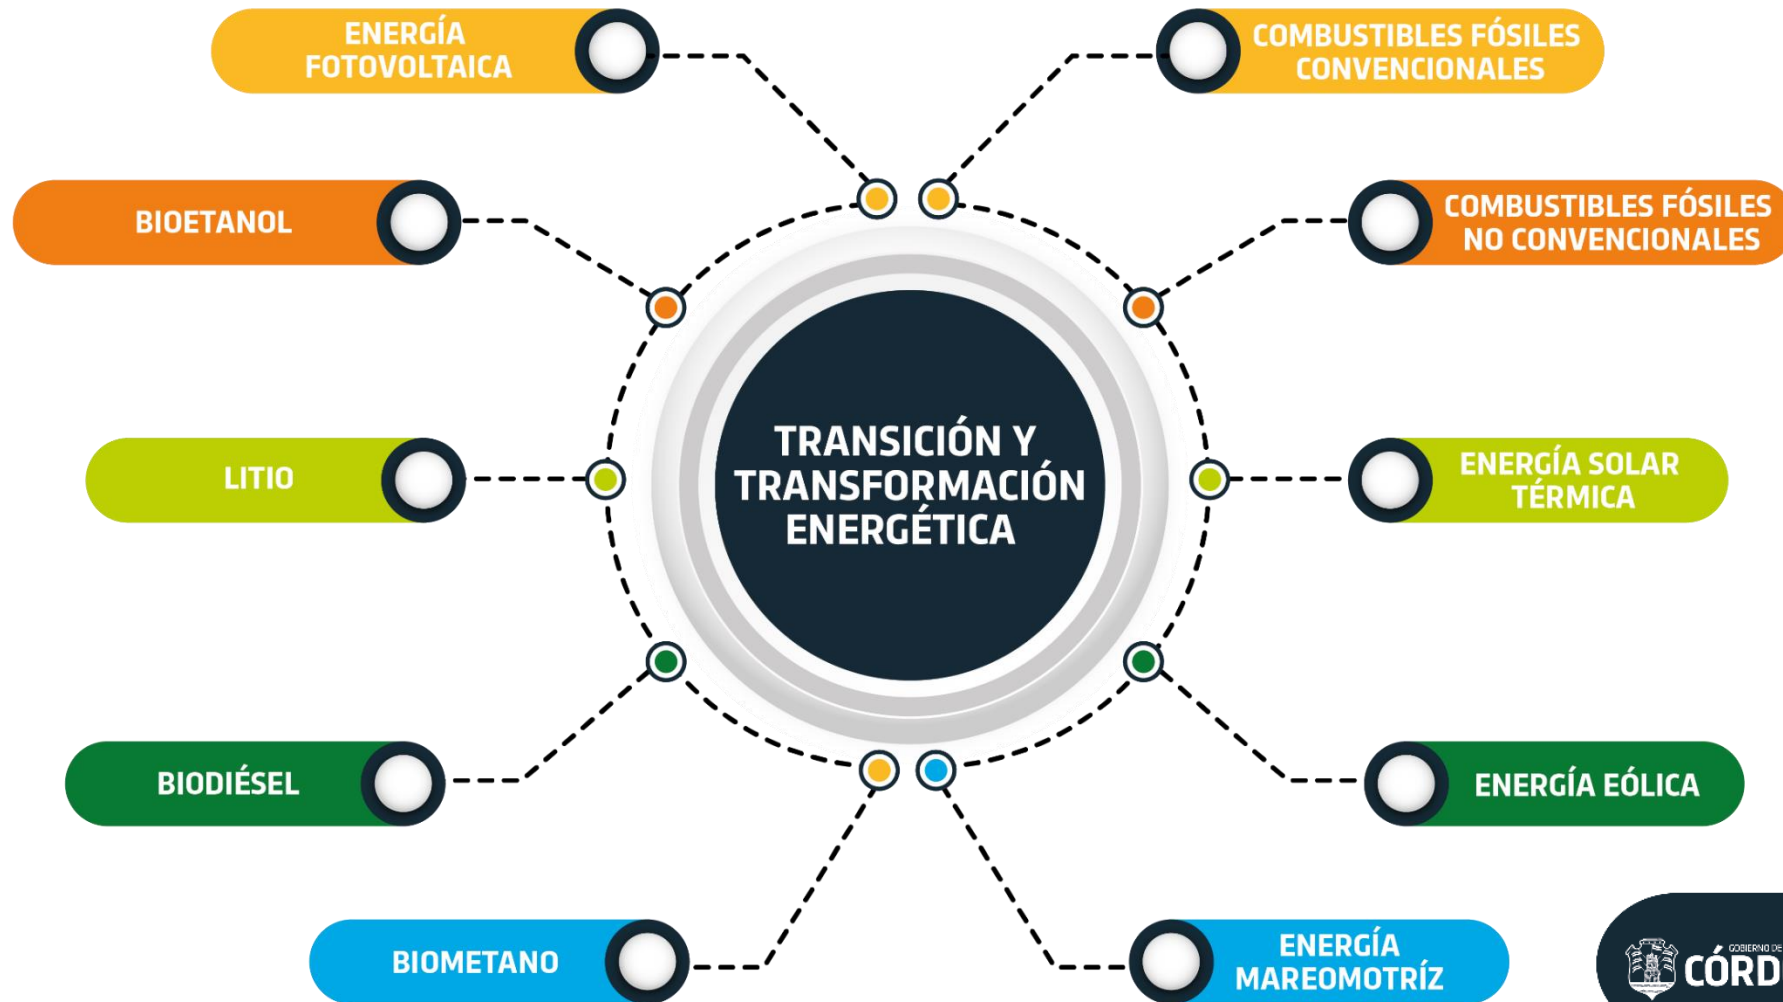 ENERGÍA
FOTOVOLTAICA
COMBUSTIBLES FÓSILES
CONVENCIONALES
BIOETANOL
COMBUSTIBLES FÓSILES
NO CONVENCIONALES
LITIO
TRANSICIÓN Y
TRANSFORMACIÓN
ENERGÉTICA
ENERGÍA SOLAR
TÉRMICA
BIODIÉSEL
ENERGÍA EÓLICA
BIOMETANO
ENERGÍA
MAREOMOTRÍZ
GOBIERNO DE
CÓRD